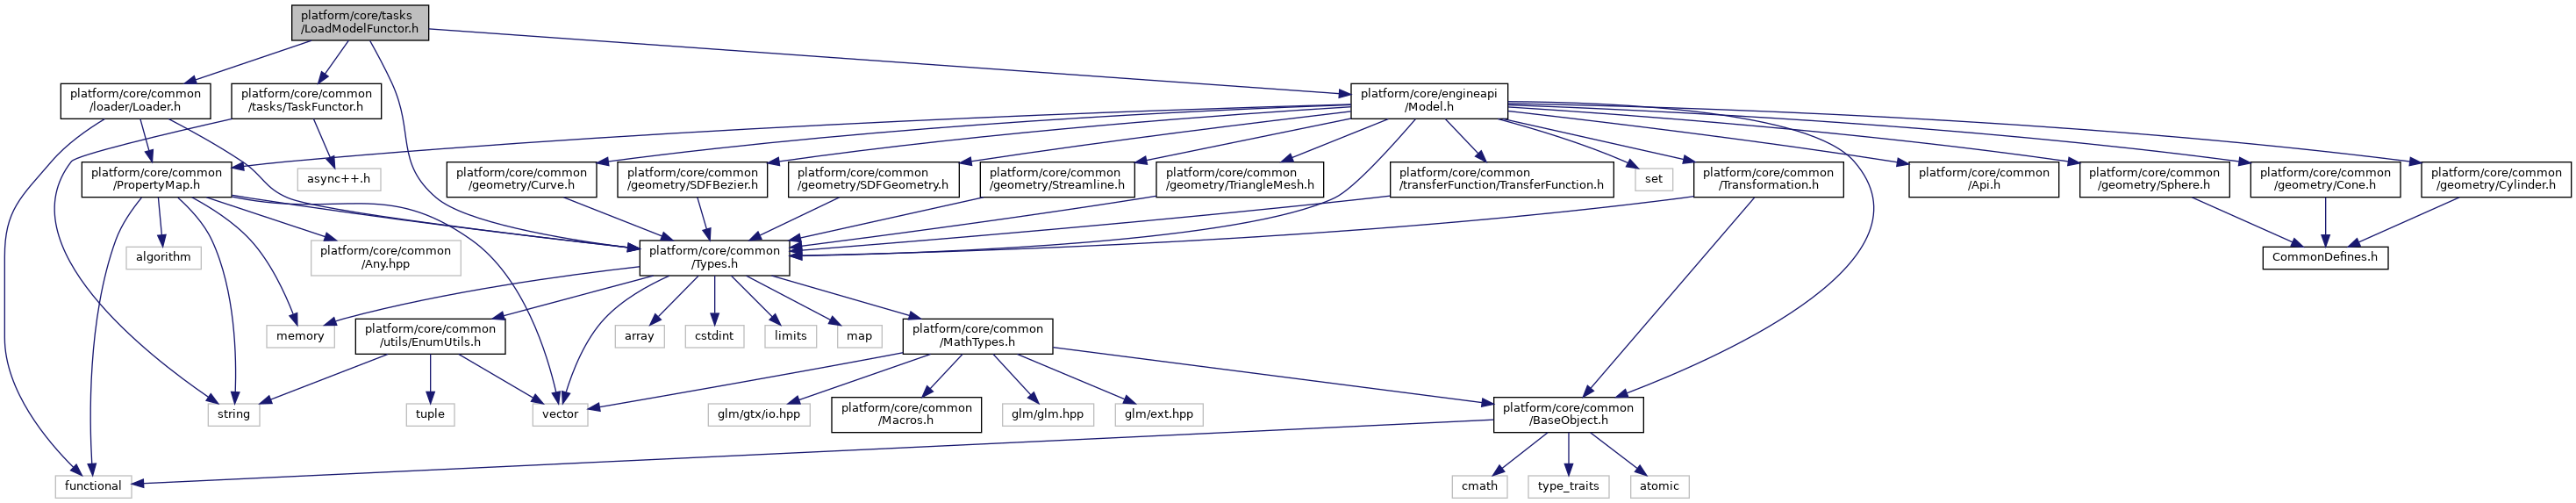 platform/core/tasks
/LoadModelFunctor.h
platform/core/common
/loader/Loader.h
platform/core/common
/tasks/TaskFunctor.h
platform/core/engineapi
/Model.h
platform/core/common
/PropertyMap.h
async++.h
platform/core/common
/geometry/Curve.h
platform/core/common
/geometry/SDFBezier.h
platform/core/common
/geometry/SDFGeometry.h
platform/core/common
/geometry/Streamline.h
platform/core/common
/geometry/TriangleMesh.h
platform/core/common
/transferFunction/TransferFunction.h
set
platform/core/common
/Transformation.h
platform/core/common
/Api.h
platform/core/common
/geometry/Sphere.h
platform/core/common
/geometry/Cone.h
platform/core/common
/geometry/Cylinder.h
algorithm
platform/core/common
/Any.hpp
platform/core/common
/Types.h
CommonDefines.h
memory
platform/core/common
/utils/EnumUtils.h
array
cstdint
limits
map
platform/core/common
/MathTypes.h
string
tuple
vector
glm/gtx/io.hpp
platform/core/common
/Macros.h
glm/glm.hpp
glm/ext.hpp
platform/core/common
/BaseObject.h
functional
cmath
type_traits
atomic